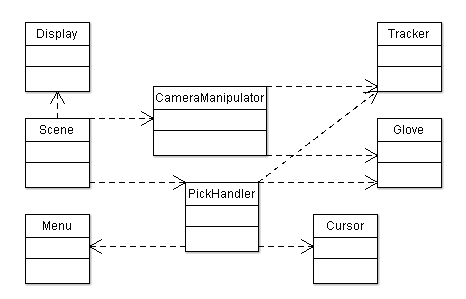 Display
Tracker
CameraManipulator
Scene
Glove
PickHandler
Menu
Cursor